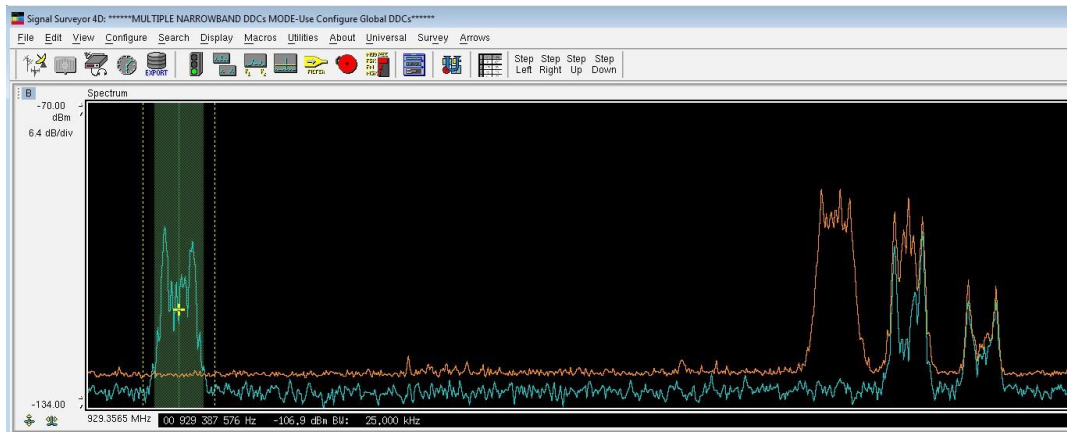 Signal Surveyor 4D: ******MULTIPLE NARROWBAND DDCs MODE-Use Configure Global DDCs******
File Edit View Configure Search Display Macros Utilities About Universal Survey Arrows
EXPORT
FILTER
Step Left Step Right Step Up Step Down
B Spectrum
-70.00
dBm
6.4 dB/div
-134.00
929.3565 MHz 00 929 387 576 Hz -106.9 dBm BW: 25.000 kHz